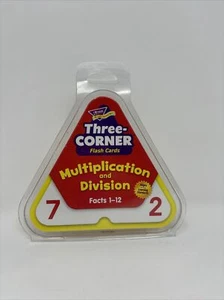 Three-
CORNER
Flash Cards
Multiplication
and
Division
Facts 1-12
7
2